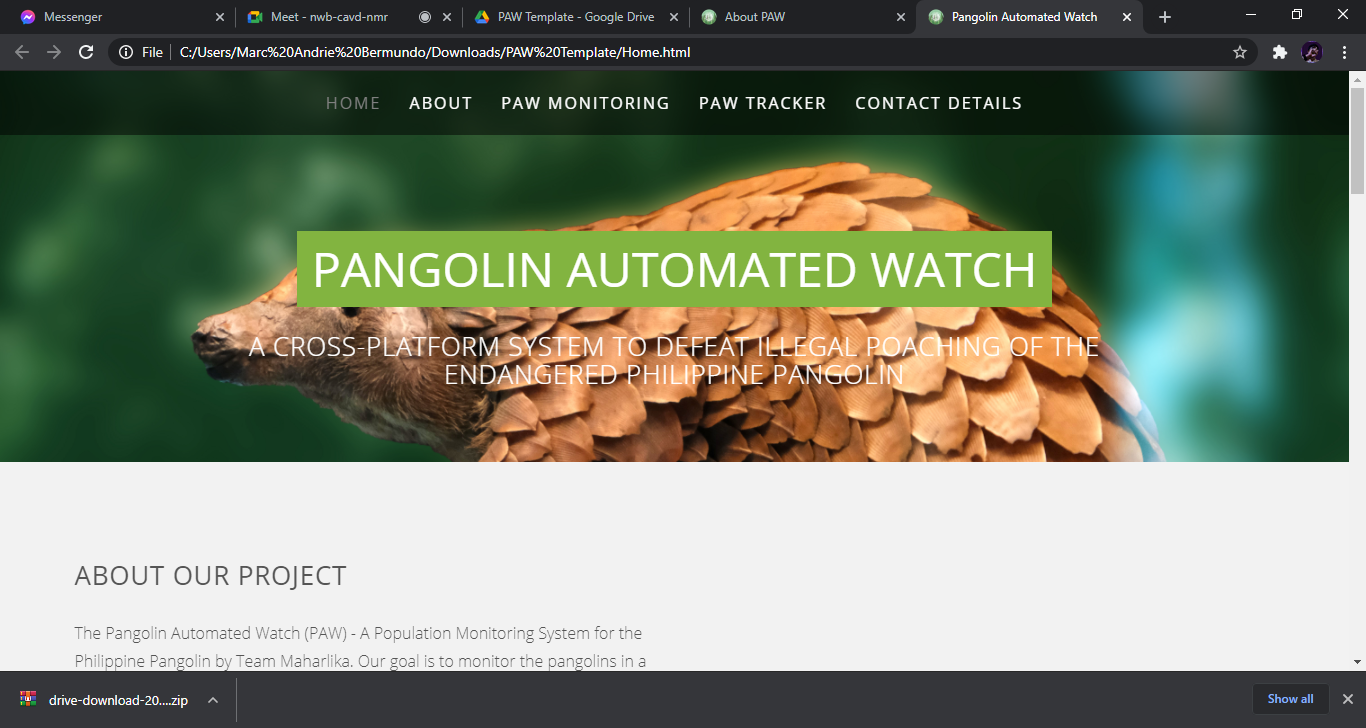 Messenger
Meet - nwb-cavd-nmr
PAW Template - Google Drive
About PAW
Pangolin Automated Watch
File
C:/Users/Marc%20Andrie%20Bermundo/Downloads/PAW%20Template/Home.html
HOME ABOUT PAW MONITORING PAW TRACKER CONTACT DETAILS
PANGOLIN AUTOMATED WATCH
A CROSS-PLATFORM SYSTEM TO DEFEAT ILLEGAL POACHING OF THE
ENDANGERED PHILIPPINE PANGOLIN
ABOUT OUR PROJECT
The Pangolin Automated Watch (PAW) - A Population Monitoring System for the
Philippine Pangolin by Team Maharlika. Our goal is to monitor the pangolins in a
drive-download-20....zip
Show all